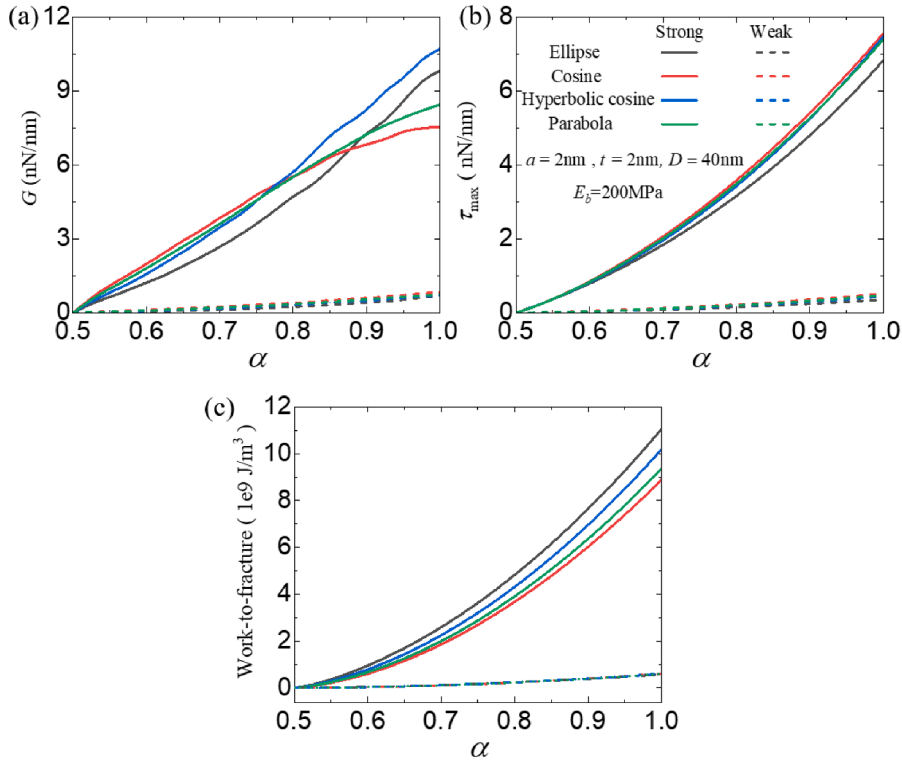 (a)
12
9
6
3
0
G (nN/nm)
0.5 0.6 0.7 0.8 0.9 1.0
α
(b)
8
6
4
2
0
τmax ( nN/nm)
Strong Weak
Ellipse
Cosine
Hyperbolic cosine
Parabola
a = 2nm , t = 2nm, D = 40nm
Eb=200MPa
0.5 0.6 0.7 0.8 0.9 1.0
α
(c)
12
10
8
6
4
2
0
Work-to-fracture ( 1e9 J/m³ )
0.5 0.6 0.7 0.8 0.9 1.0
α